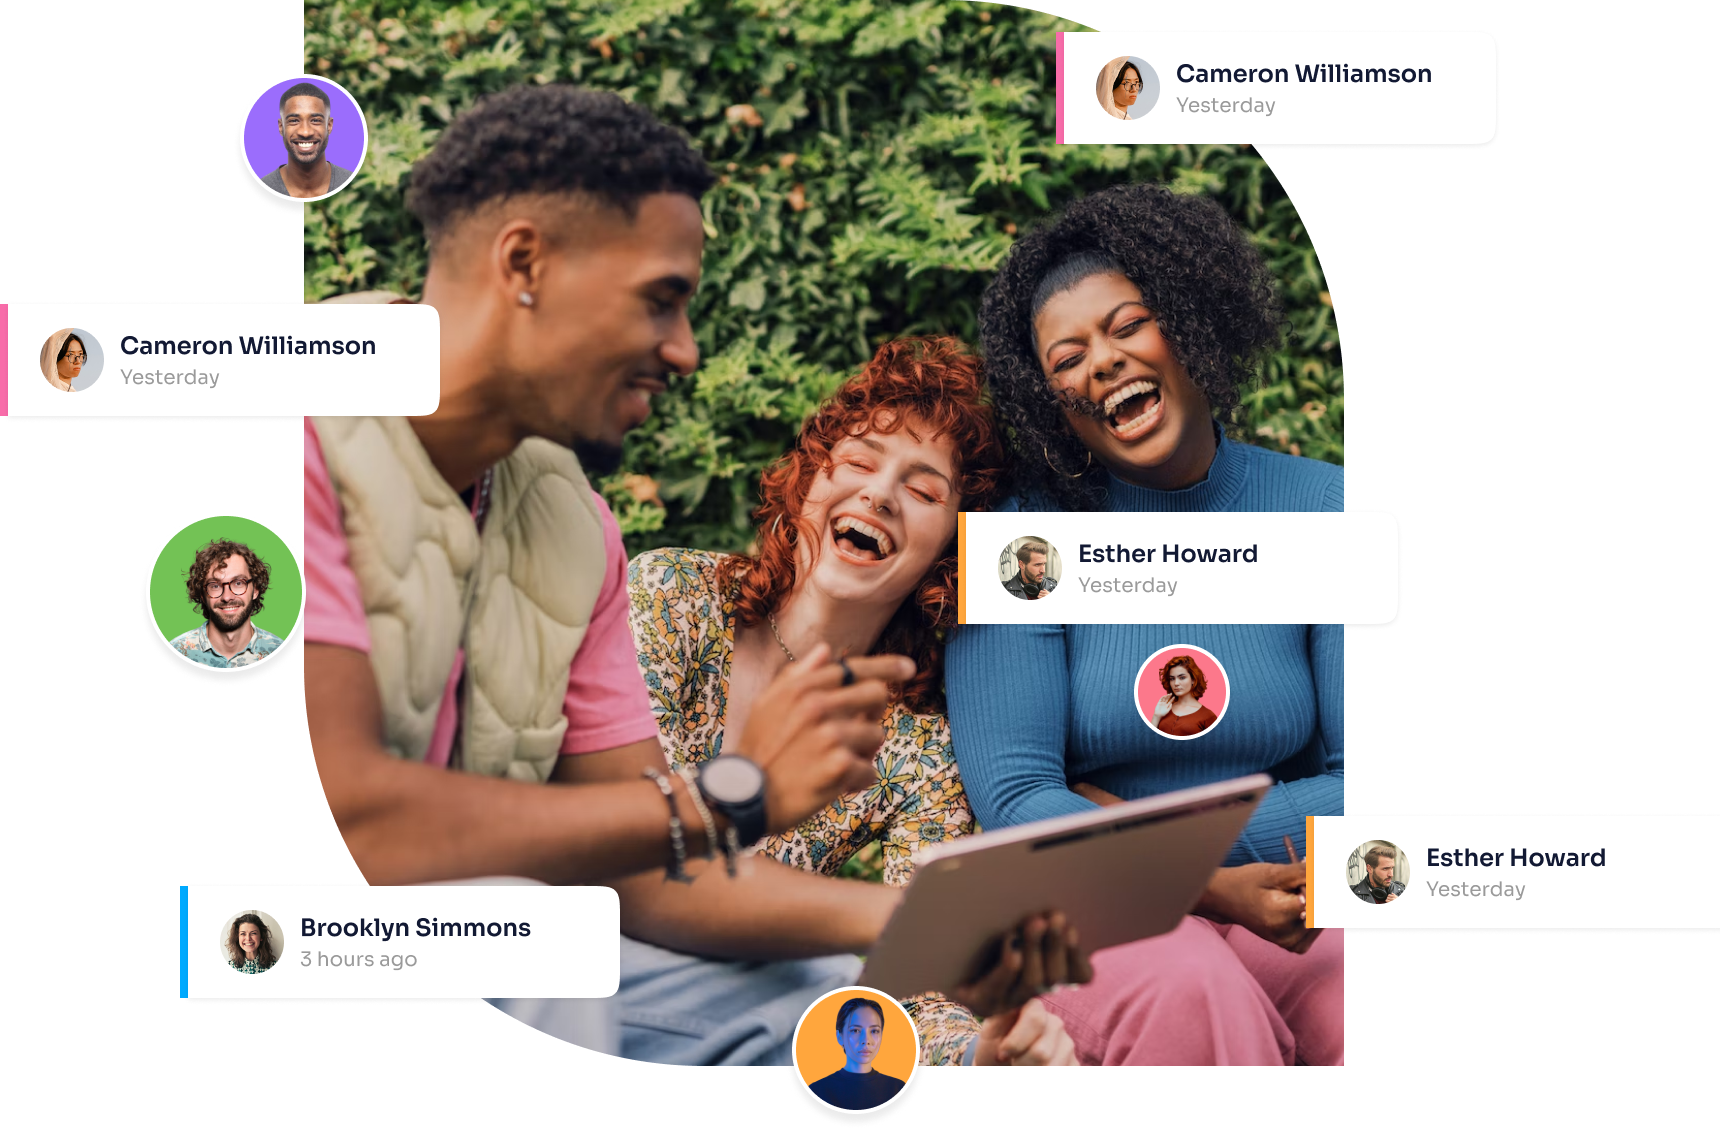 Cameron Williamson
Yesterday
Cameron Williamson
Yesterday
Esther Howard
Yesterday
Esther Howard
Yesterday
Brooklyn Simmons
3 hours ago